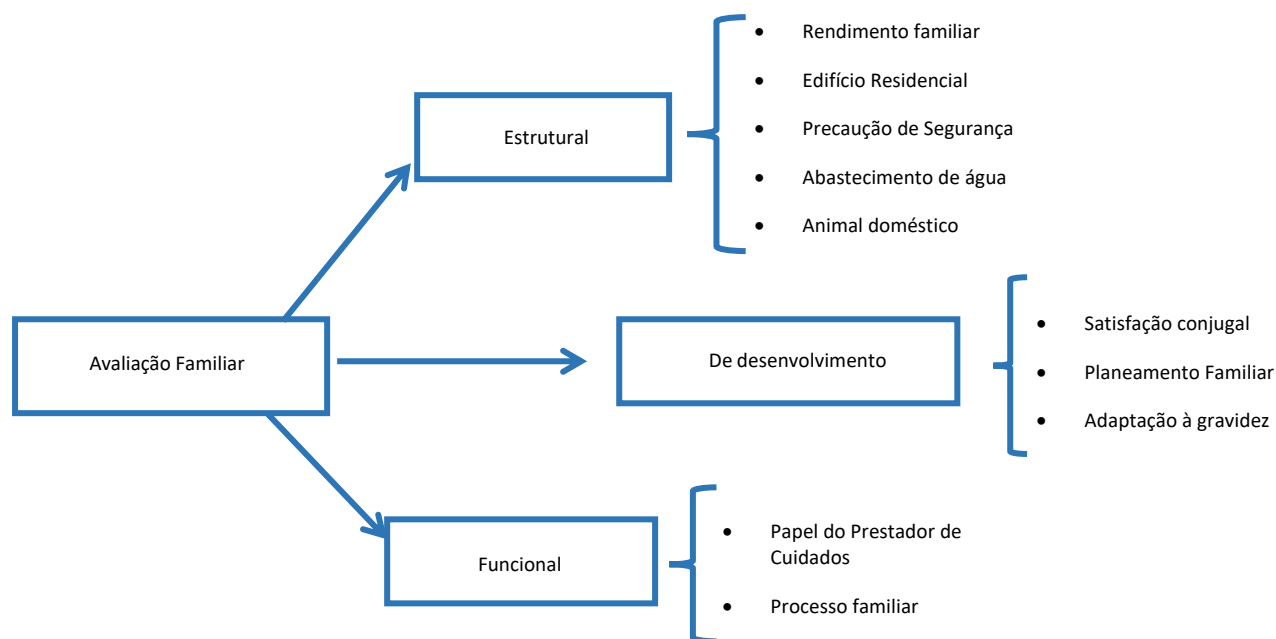 Rendimento familiar
Edifício Residencial
Estrutural
Precaução de Segurança
Abastecimento de água
Animal doméstico
Avaliação Familiar
De desenvolvimento
Satisfação conjugal
Planeamento Familiar
Adaptação à gravidez
Funcional
Papel do Prestador de
Cuidados
Processo familiar